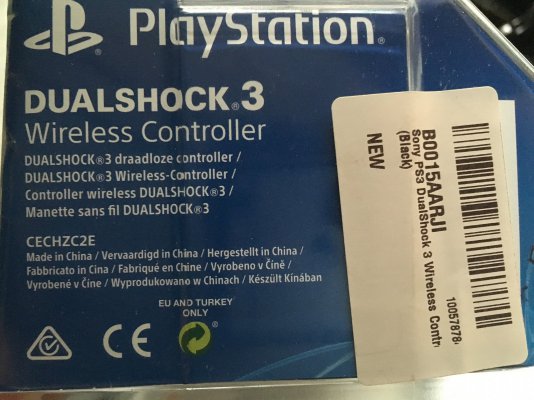 PlayStation®
DUALSHOCK®3
Wireless Controller
DUALSHOCK®3 draadloze controller /
DUALSHOCK®3 Wireless-Controller /
Controller wireless DUALSHOCK®3 /
Manette sans fil DUALSHOCK®3
CECHZC2E
Made in China / Vervaardigd in China / Hergestellt in China /
Fabbricato in Cina / Fabriqué en Chine / Vyrobeno v Číně /
Vyrobené v Číne / Wyprodukowano w Chinach / Készült Kínában
EU AND TURKEY
ONLY
CE
B0015AARJI
Sony PS3 DualShock 3 Wireless Contr
(Black)
NEW
10057878